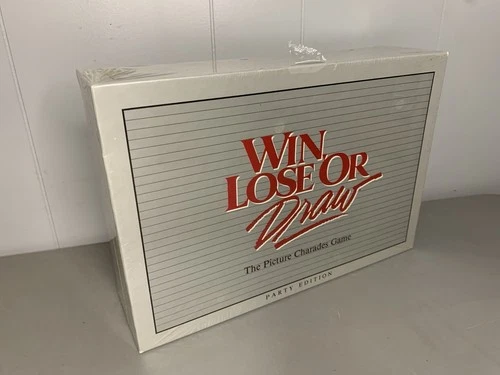 WIN
LOSE OR
Draw
The Picture Charades Game
PARTY EDITION